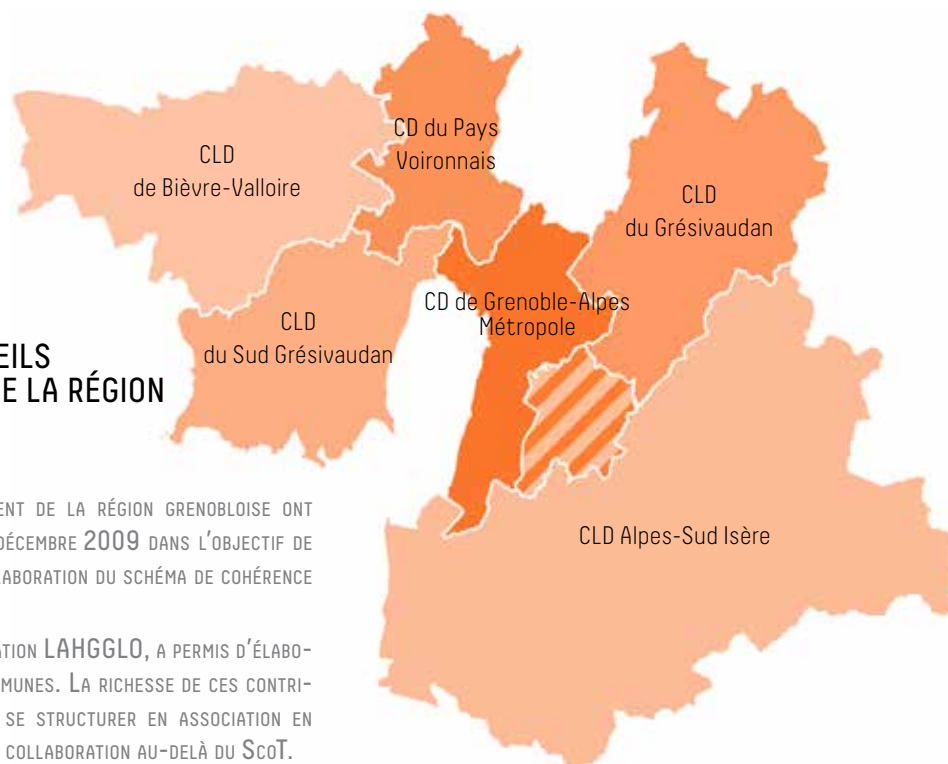 CLD
de Bièvre-Valloire
CD du Pays
Voironnais
CLD
du Grésivaudan
CD de Grenoble-Alpes
Métropole
CLD
du Sud Grésivaudan
CLD Alpes-Sud Isère
EILS
E LA RÉGION
ENT DE LA RÉGION GRENOBLOISE ONT
DÉCEMBRE 2009 DANS L'OBJECTIF DE
LABORATION DU SCHÉMA DE COHÉRENCE
ATION LAHGGLO, A PERMIS D'ÉLABO-
MUNES. LA RICHESSE DE CES CONTRI-
SE STRUCTURER EN ASSOCIATION EN
COLLABORATION AU-DELÀ DU SCOT.